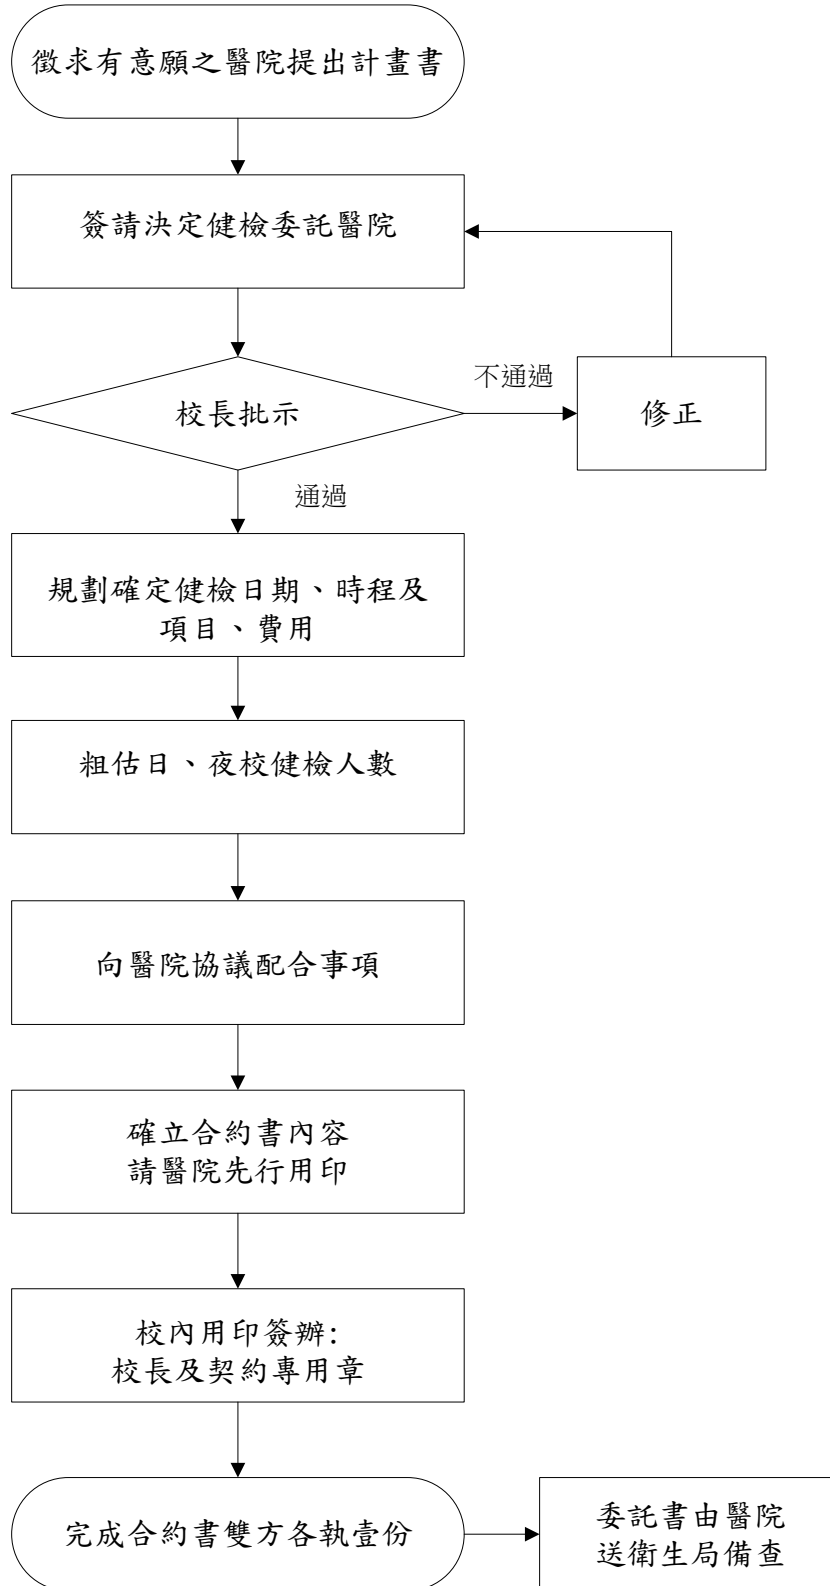 徵求有意願之醫院提出計畫書
簽請決定健檢委託醫院
不通過
校長批示
修正
通過
規劃確定健檢日期、時程及
項目、費用
粗估日、夜校健檢人數
向醫院協議配合事項
確立合約書內容
請醫院先行用印
校內用印簽辦:
校長及契約專用章
完成合約書雙方各執壹份
委託書由醫院
送衛生局備查